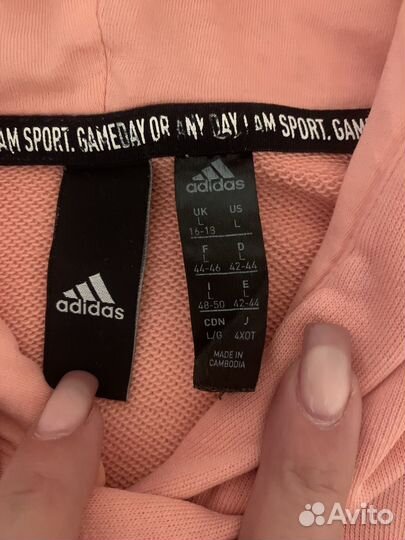 AM SPORT. GAMEDAY OR ANY DAY I AM SPORT. GAM
adidas
adidas
UK US
L L
16-18
F D
L L
44-46 42-44
I E
L L
48-50 42-44
CDN J
L/G 4XOT
MADE IN
CAMBODIA
Avito